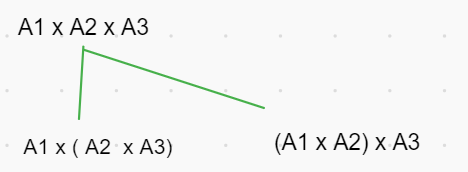 A1 x A2 x A3
A1 x ( A2 x A3)
(A1 x A2) x A3